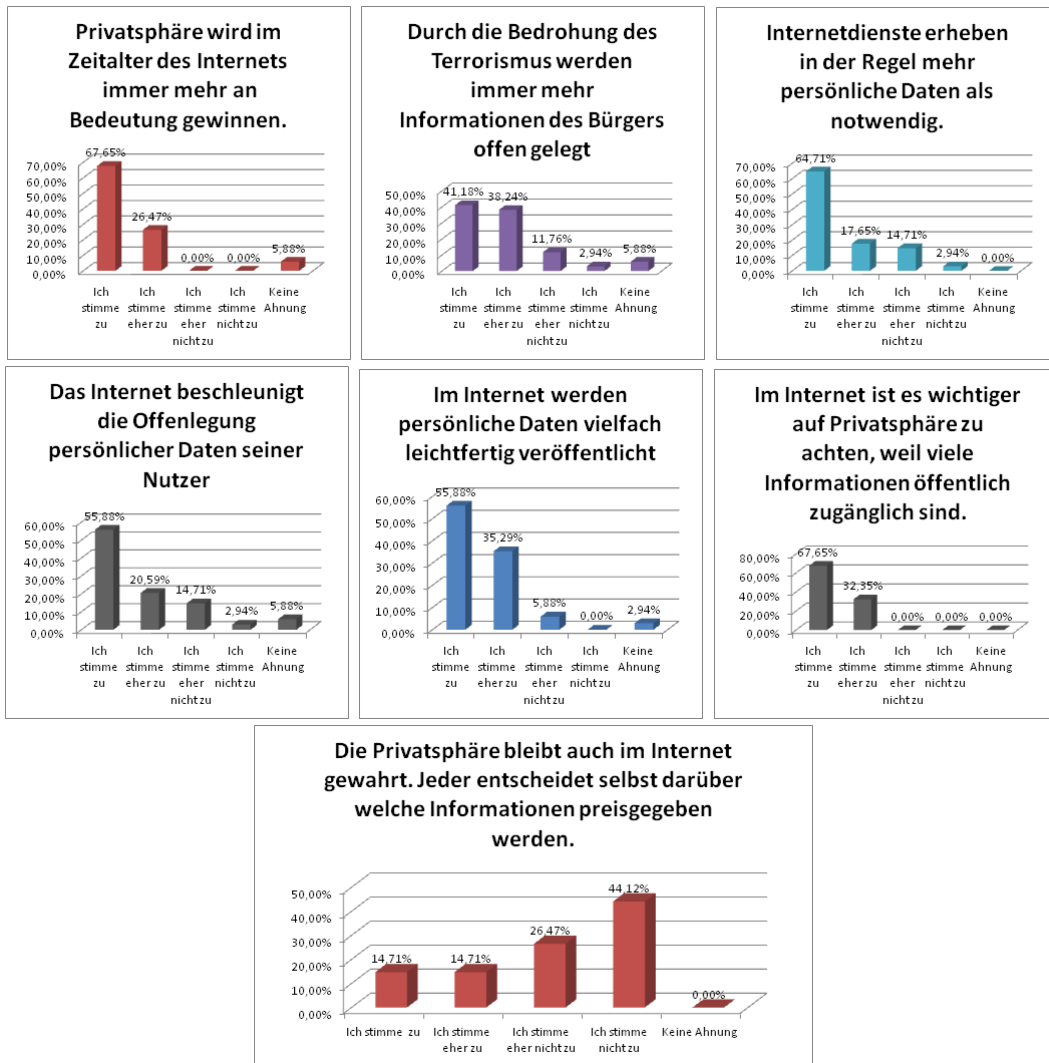 Privatsphäre wird im
Zeitalter des Internets
immer mehr an
Bedeutung gewinnen.
70,00%
60,00%
50,00%
40,00%
30,00%
20,00%
10,00%
0,00%
67,65%
26,47%
0,00%
0,00%
5,88%
Ich stimme zu
Ich stimme eher zu
Ich stimme eher nicht zu
Ich stimme nicht zu
Keine Ahnung
Durch die Bedrohung des
Terrorismus werden
immer mehr
Informationen des Bürgers
offen gelegt
50,00%
40,00%
30,00%
20,00%
10,00%
0,00%
41,18%
38,24%
11,76%
2,94%
5,88%
Ich stimme zu
Ich stimme eher zu
Ich stimme eher nicht zu
Ich stimme nicht zu
Keine Ahnung
Internetdienste erheben
in der Regel mehr
persönliche Daten als
notwendig.
70,00%
60,00%
50,00%
40,00%
30,00%
20,00%
10,00%
0,00%
64,71%
17,65%
14,71%
2,94%
0,00%
Ich stimme zu
Ich stimme eher zu
Ich stimme eher nicht zu
Ich stimme nicht zu
Keine Ahnung
Das Internet beschleunigt
die Offenlegung
persönlicher Daten seiner
Nutzer
60,00%
50,00%
40,00%
30,00%
20,00%
10,00%
0,00%
55,88%
20,59%
14,71%
2,94%
5,88%
Ich stimme zu
Ich stimme eher zu
Ich stimme eher nicht zu
Ich stimme nicht zu
Keine Ahnung
Im Internet werden
persönliche Daten vielfach
leichtfertig veröffentlicht
60,00%
50,00%
40,00%
30,00%
20,00%
10,00%
0,00%
55,88%
35,29%
5,88%
0,00%
2,94%
Ich stimme zu
Ich stimme eher zu
Ich stimme eher nicht zu
Ich stimme nicht zu
Keine Ahnung
Im Internet ist es wichtiger
auf Privatsphäre zu
achten, weil viele
Informationen öffentlich
zugänglich sind.
80,00%
60,00%
40,00%
20,00%
0,00%
67,65%
32,35%
0,00%
0,00%
0,00%
Ich stimme zu
Ich stimme eher zu
Ich stimme eher nicht zu
Ich stimme nicht zu
Keine Ahnung
Die Privatsphäre bleibt auch im Internet
gewahrt. Jeder entscheidet selbst darüber
welche Informationen preisgegeben
werden.
50,00%
40,00%
30,00%
20,00%
10,00%
0,00%
14,71%
14,71%
26,47%
44,12%
0,00%
Ich stimme zu
Ich stimme eher zu
Ich stimme eher nicht zu
Ich stimme nicht zu
Keine Ahnung